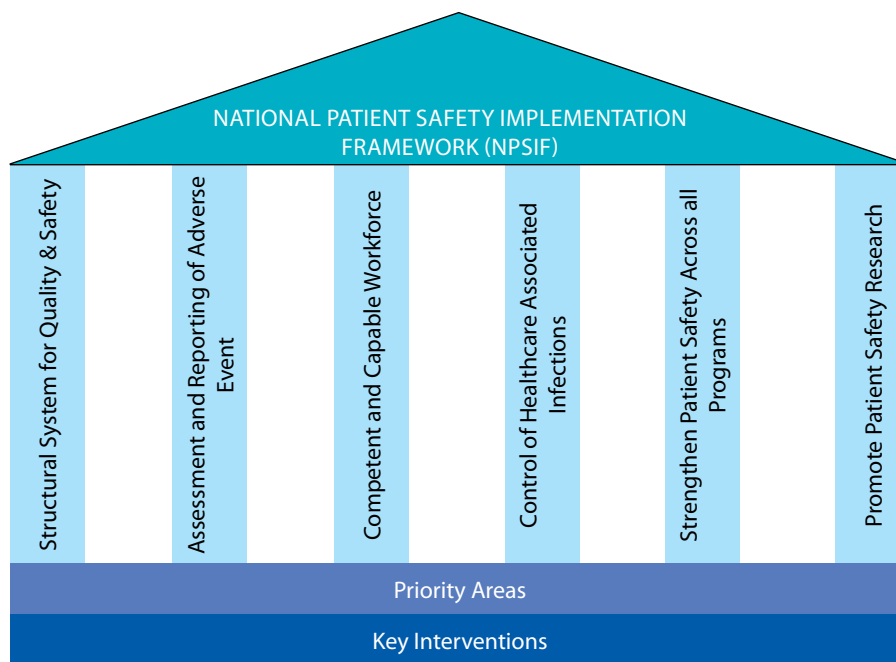 NATIONAL PATIENT SAFETY IMPLEMENTATION
FRAMEWORK (NPSIF)
Structural System for Quality & Safety
Assessment and Reporting of Adverse
Event
Competent and Capable Workforce
Control of Healthcare Associated
Infections
Strengthen Patient Safety Across all
Programs
Promote Patient Safety Research
Priority Areas
Key Interventions